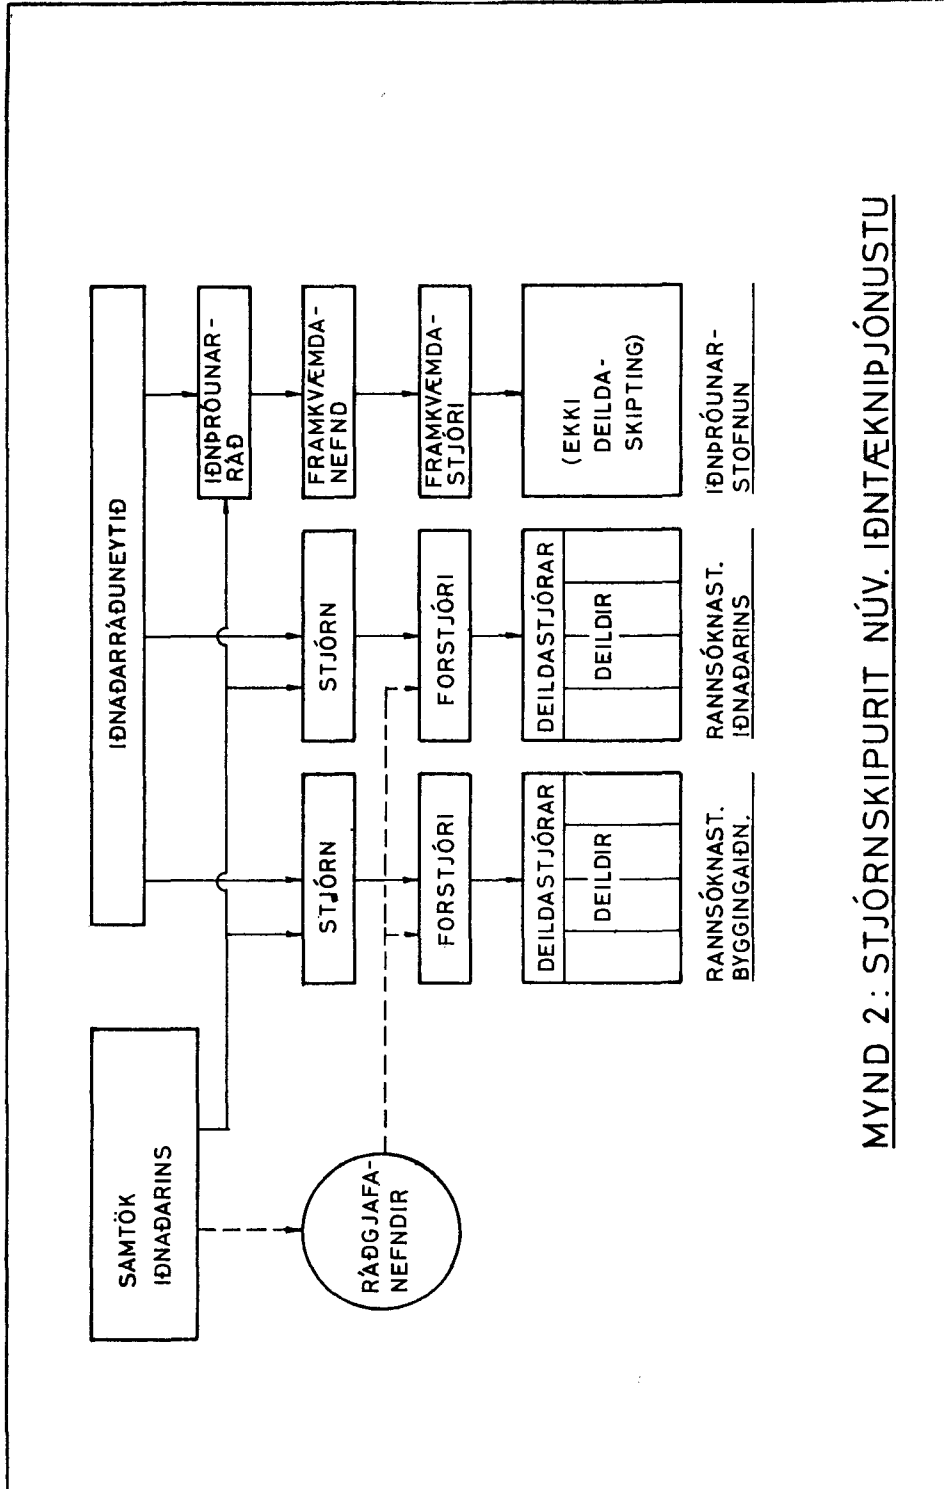 SAMTÖK
IÐNAÐARINS
IÐNAÐARRÁÐUNEYTIÐ
IÐNÞRÓUNAR-
RÁÐ
RÁÐGJAFA-
NEFNDIR
STJÓRN
STJÓRN
FRAMKVÆMDA-
NEFND
FORSTJÓRI
FORSTJÓRI
FRAMKVÆMDA-
STJÓRI
DEILDASTJÓRAR
DEILDIR
DEILDASTJÓRAR
DEILDIR
(EKKI
DEILDA-
SKIPTING)
RANNSÓKNAST.
BYGGINGAIÐN.
RANNSÓKNAST.
IÐNAÐARINS
IÐNÞRÓUNAR-
STOFNUN
MYND 2: STJÓRNSKIPURIT NÚV. IÐNTÆKNIÞJÓNUSTU